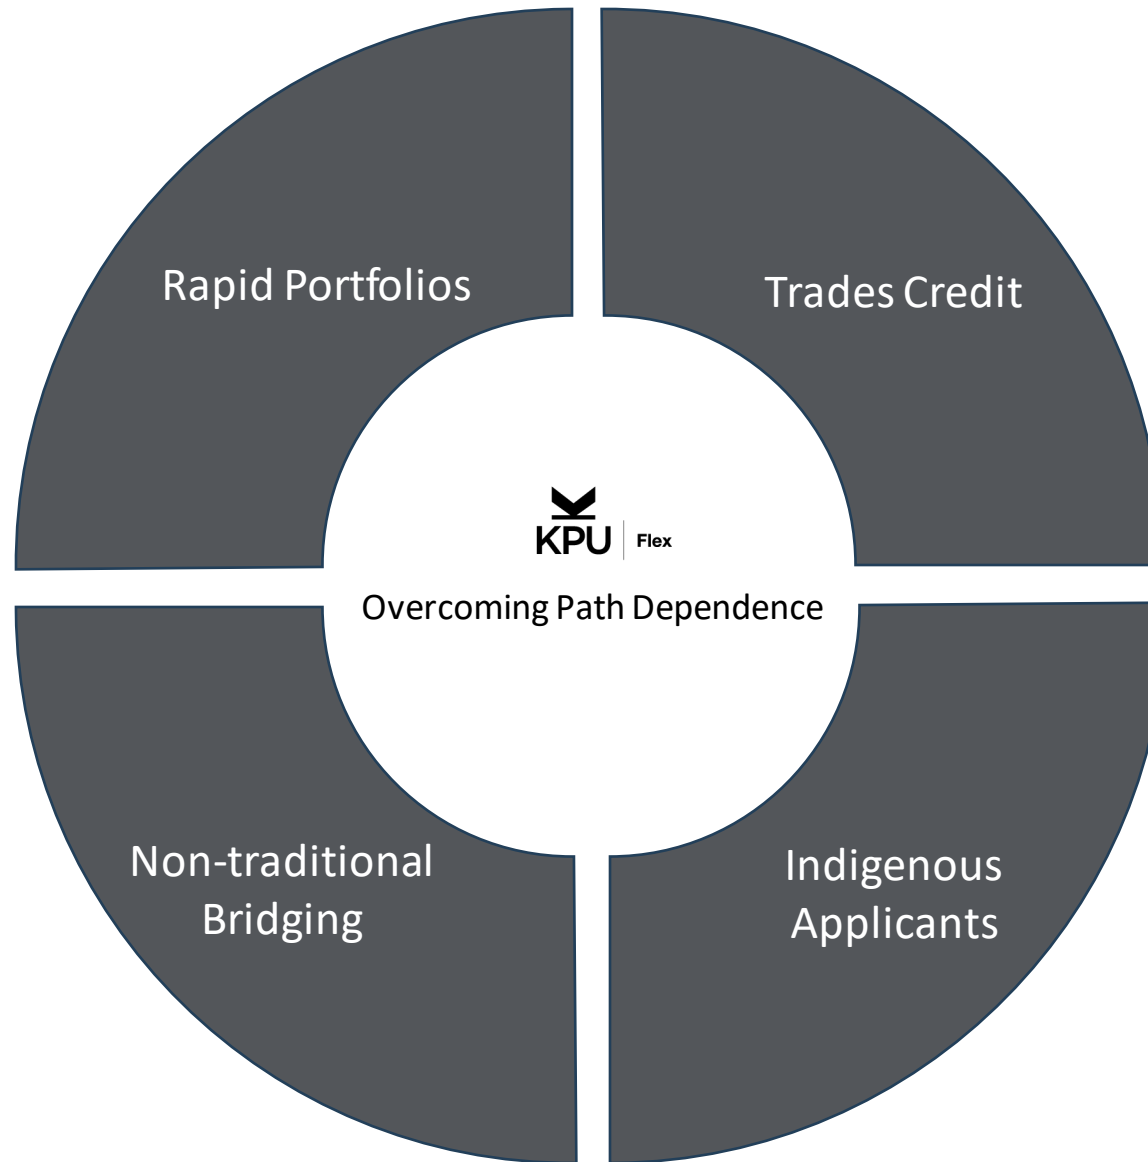 Rapid Portfolios
Trades Credit
KPU Flex
Overcoming Path Dependence
Non-traditional
Bridging
Indigenous
Applicants